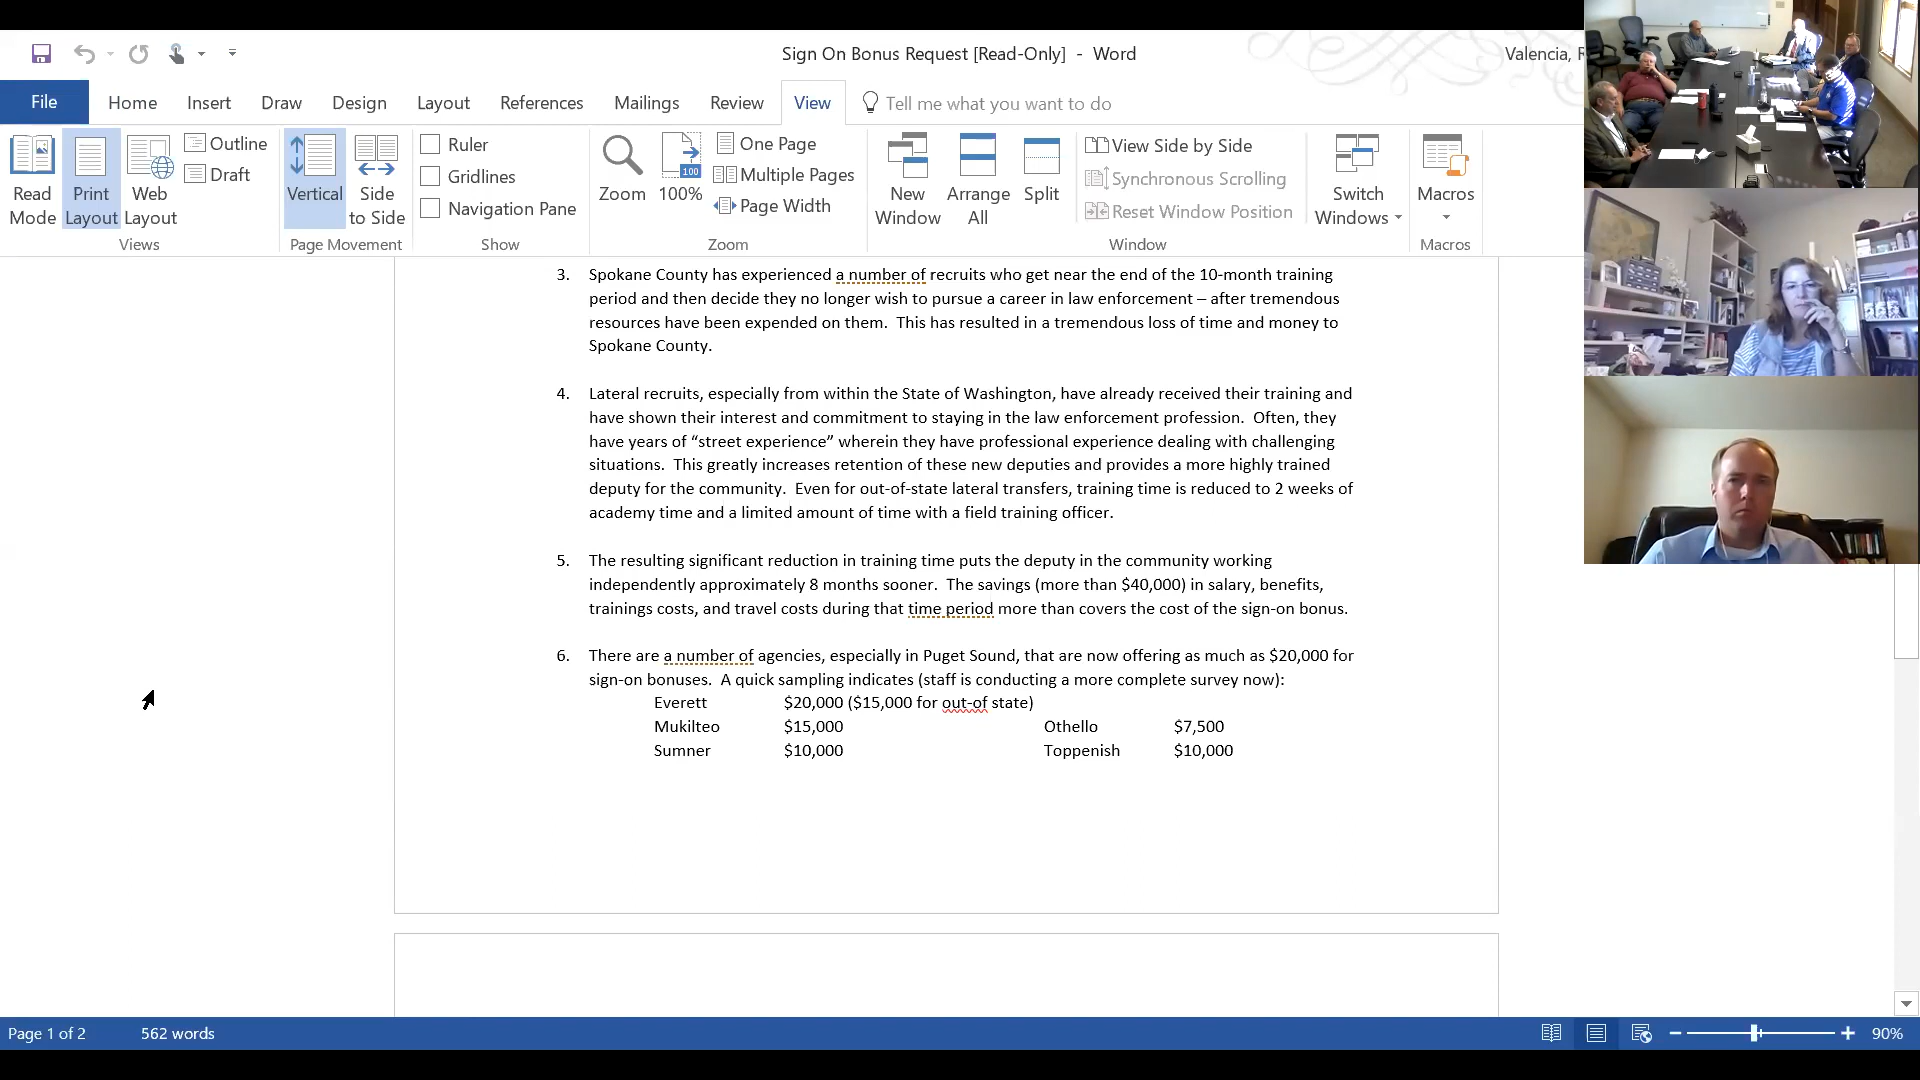 Sign On Bonus Request [Read-Only] - Word
Valencia, R
File Home Insert Draw Design Layout References Mailings Review View Tell me what you want to do
Read Mode
Print Layout
Web Layout
Outline
Draft
Views
Vertical
Side to Side
Page Movement
Ruler
Gridlines
Navigation Pane
Show
Zoom
100
100%
One Page
Multiple Pages
Page Width
Zoom
New Window
Arrange All
Split
View Side by Side
Synchronous Scrolling
Reset Window Position
Window
Switch Windows
Macros
Macros
3. Spokane County has experienced a number of recruits who get near the end of the 10-month training
period and then decide they no longer wish to pursue a career in law enforcement – after tremendous
resources have been expended on them. This has resulted in a tremendous loss of time and money to
Spokane County.
4. Lateral recruits, especially from within the State of Washington, have already received their training and
have shown their interest and commitment to staying in the law enforcement profession. Often, they
have years of “street experience” wherein they have professional experience dealing with challenging
situations. This greatly increases retention of these new deputies and provides a more highly trained
deputy for the community. Even for out-of-state lateral transfers, training time is reduced to 2 weeks of
academy time and a limited amount of time with a field training officer.
5. The resulting significant reduction in training time puts the deputy in the community working
independently approximately 8 months sooner. The savings (more than $40,000) in salary, benefits,
trainings costs, and travel costs during that time period more than covers the cost of the sign-on bonus.
6. There are a number of agencies, especially in Puget Sound, that are now offering as much as $20,000 for
sign-on bonuses. A quick sampling indicates (staff is conducting a more complete survey now):
Everett $20,000 ($15,000 for out-of state)
Mukilteo $15,000 Othello $7,500
Sumner $10,000 Toppenish $10,000
Page 1 of 2 562 words 90%